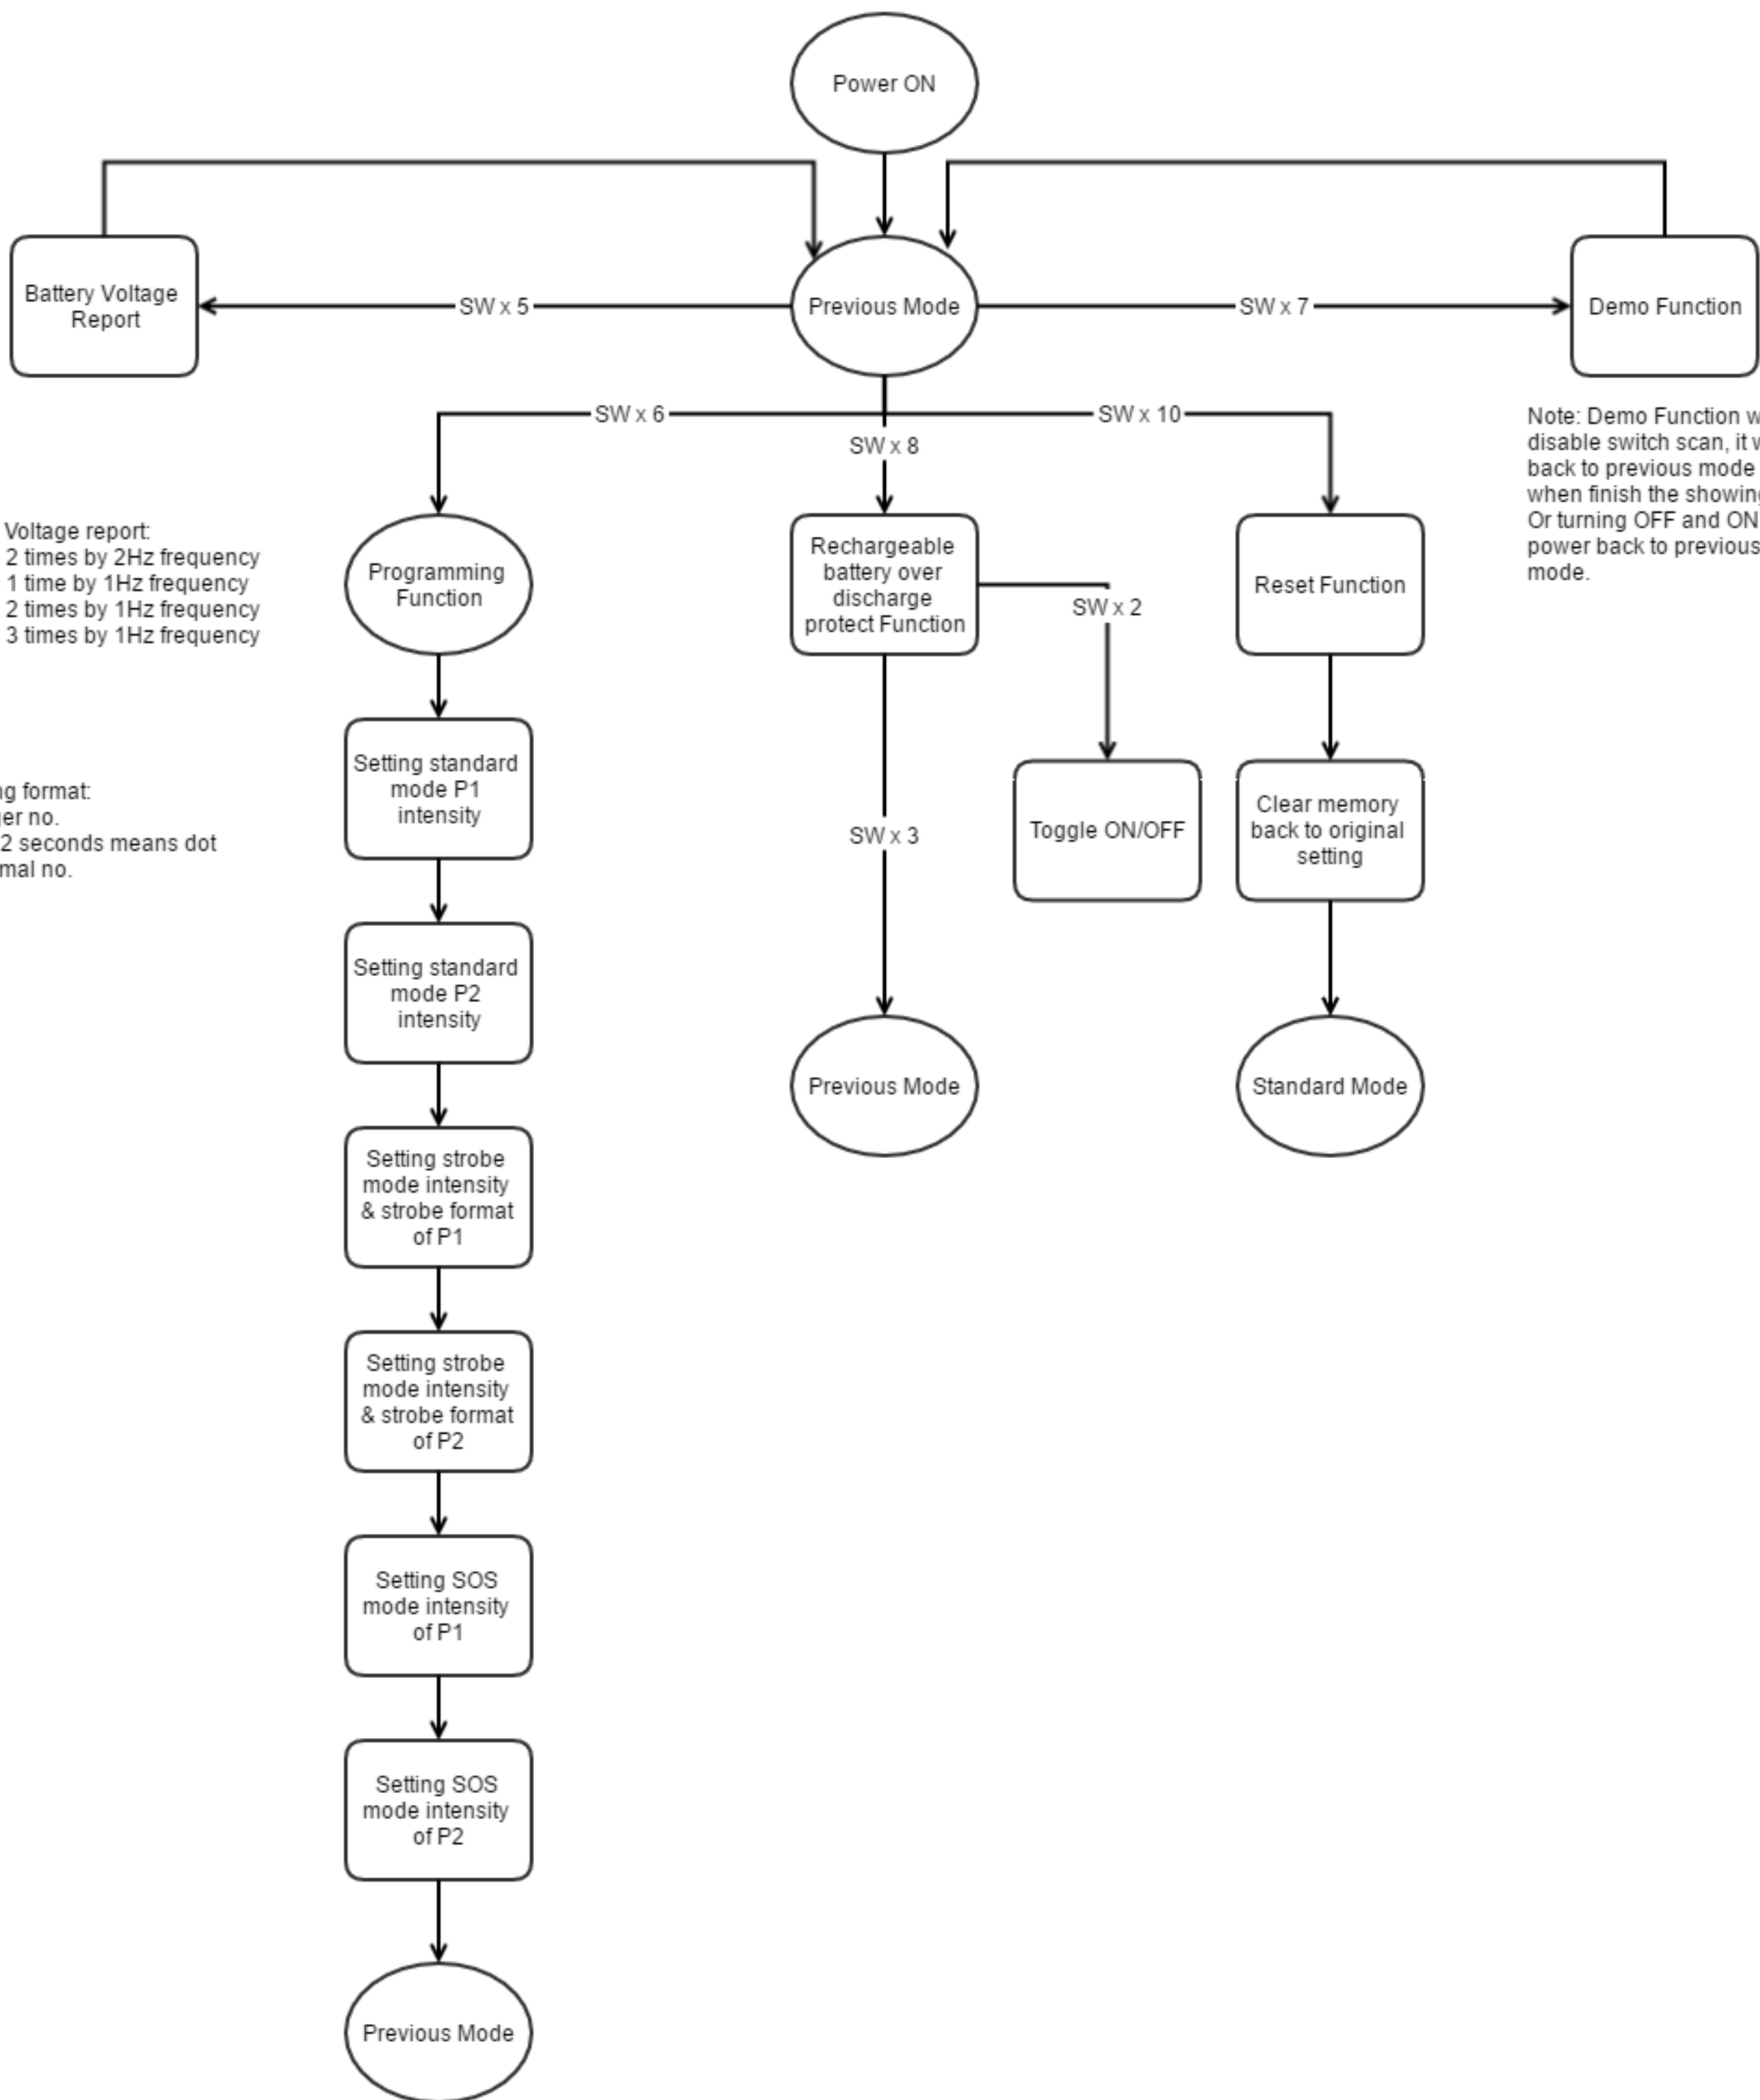 Power ON
Battery Voltage
Report
SW x 5
Previous Mode
SW x 7
Demo Function
SW x 6
SW x 8
SW x 10
Note: Demo Function
disable switch scan, it
back to previous mode
when finish the
Or turning OFF and ON
power back to previous
mode.
Voltage report:
2 times by 2Hz frequency
1 time by 1Hz frequency
2 times by 1Hz frequency
3 times by 1Hz frequency
Programming
Function
Rechargeable
battery over
discharge
protect Function
SW x 2
Reset Function
Setting standard
mode P1
intensity
format:
no.
2 seconds means dot
no.
SW x 3
Toggle ON/OFF
Clear memory
back to original
setting
Setting standard
mode P2
intensity
Previous Mode
Standard Mode
Setting strobe
mode intensity
& strobe format
of P1
Setting strobe
mode intensity
& strobe format
of P2
Setting SOS
mode intensity
of P1
Setting SOS
mode intensity
of P2
Previous Mode